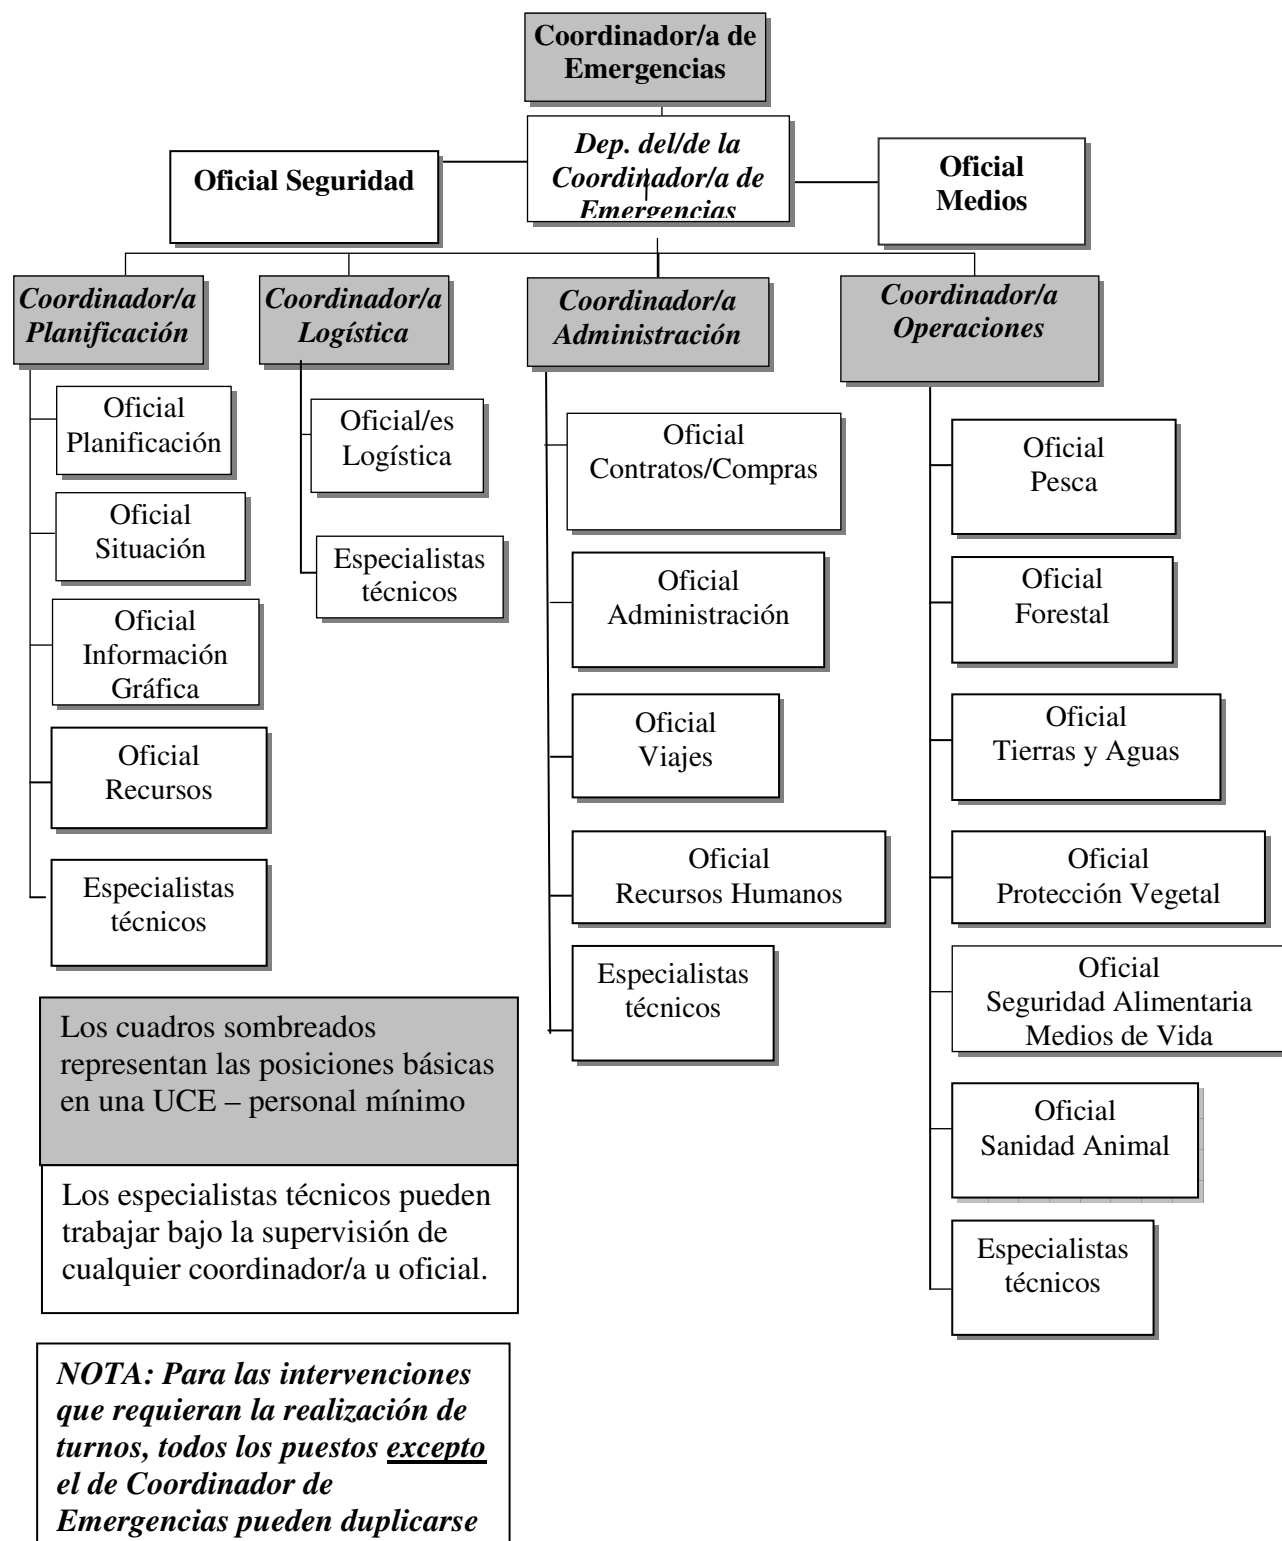 Coordinador/a de
Emergencias
Dep. del/de la
Coordinador/a de
Emergencias
Oficial Seguridad
Oficial
Medios
Coordinador/a
Planificación
Coordinador/a
Logística
Coordinador/a
Administración
Coordinador/a
Operaciones
Oficial
Planificación
Oficial
Situación
Oficial
Información
Gráfica
Oficial
Recursos
Especialistas
técnicos
Oficial/es
Logística
Especialistas
técnicos
Oficial
Contratos/Compras
Oficial
Administración
Oficial
Viajes
Oficial
Recursos Humanos
Especialistas
técnicos
Oficial
Pesca
Oficial
Forestal
Oficial
Tierras y Aguas
Oficial
Protección Vegetal
Oficial
Seguridad Alimentaria
Medios de Vida
Oficial
Sanidad Animal
Especialistas
técnicos
Los cuadros sombreados
representan las posiciones básicas
en una UCE – personal mínimo
Los especialistas técnicos pueden
trabajar bajo la supervisión de
cualquier coordinador/a u oficial.
NOTA: Para las intervenciones
que requieran la realización de
turnos, todos los puestos excepto
el de Coordinador de
Emergencias pueden duplicarse